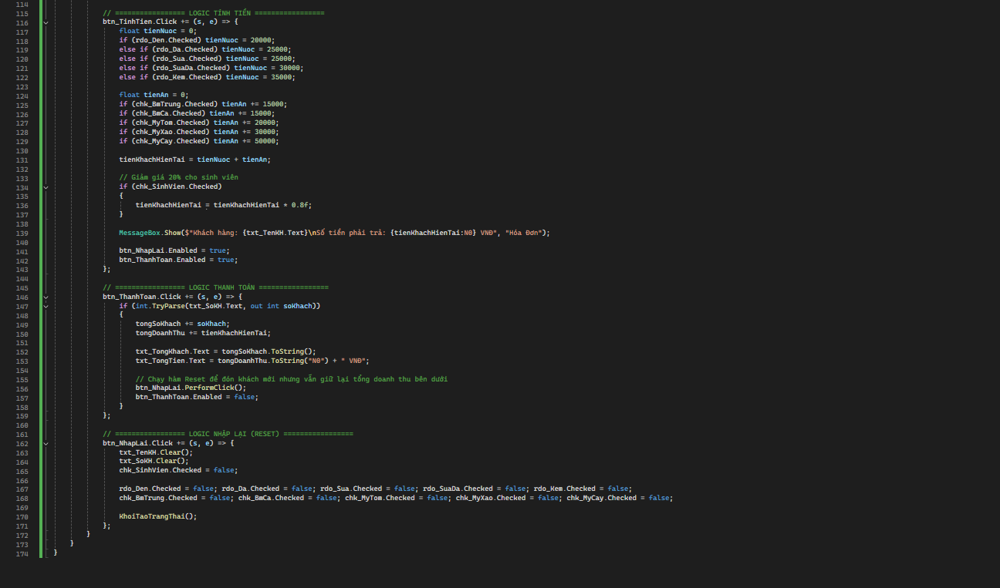 114
115 // ================= LOGIC TÍNH TIỀN =================
116 btn_TinhTien.Click += (s, e) => {
117 float tienNuoc = 0;
118 if (rdo_Den.Checked) tienNuoc = 20000;
119 else if (rdo_Da.Checked) tienNuoc = 25000;
120 else if (rdo_Sua.Checked) tienNuoc = 25000;
121 else if (rdo_SuaDa.Checked) tienNuoc = 30000;
122 else if (rdo_Kem.Checked) tienNuoc = 35000;
123
124 float tienAn = 0;
125 if (chk_BmTrung.Checked) tienAn += 15000;
126 if (chk_BmCa.Checked) tienAn += 15000;
127 if (chk_MyTom.Checked) tienAn += 20000;
128 if (chk_MyXao.Checked) tienAn += 30000;
129 if (chk_MyCay.Checked) tienAn += 50000;
130
131 tienKhachHienTai = tienNuoc + tienAn;
132
133 // Giảm giá 20% cho sinh viên
134 if (chk_SinhVien.Checked)
135 {
136 tienKhachHienTai = tienKhachHienTai * 0.8f;
137 }
138
139 MessageBox.Show($"Khách hàng: {txt_TenKH.Text}\nSố tiền phải trả: {tienKhachHienTai:N0} VNĐ", "Hóa Đơn");
140
141 btn_NhapLai.Enabled = true;
142 btn_ThanhToan.Enabled = true;
143 };
144
145 // ================= LOGIC THANH TOÁN =================
146 btn_ThanhToan.Click += (s, e) => {
147 if (int.TryParse(txt_SoKH.Text, out int soKhach))
148 {
149 tongSoKhach += soKhach;
150 tongDoanhThu += tienKhachHienTai;
151
152 txt_TongKhach.Text = tongSoKhach.ToString();
153 txt_TongTien.Text = tongDoanhThu.ToString("N0") + " VNĐ";
154
155 // Chạy hàm Reset để đón khách mới nhưng vẫn giữ lại tổng doanh thu bên dưới
156 btn_NhapLai.PerformClick();
157 btn_ThanhToan.Enabled = false;
158 }
159 };
160
161 // ================= LOGIC NHẬP LẠI (RESET) =================
162 btn_NhapLai.Click += (s, e) => {
163 txt_TenKH.Clear();
164 txt_SoKH.Clear();
165 chk_SinhVien.Checked = false;
166
167 rdo_Den.Checked = false; rdo_Da.Checked = false; rdo_Sua.Checked = false; rdo_SuaDa.Checked = false; rdo_Kem.Checked = false;
168 chk_BmTrung.Checked = false; chk_BmCa.Checked = false; chk_MyTom.Checked = false; chk_MyXao.Checked = false; chk_MyCay.Checked = false;
169
170 KhoiTaoTrangThai();
171 };
172 }
173 }
174 }